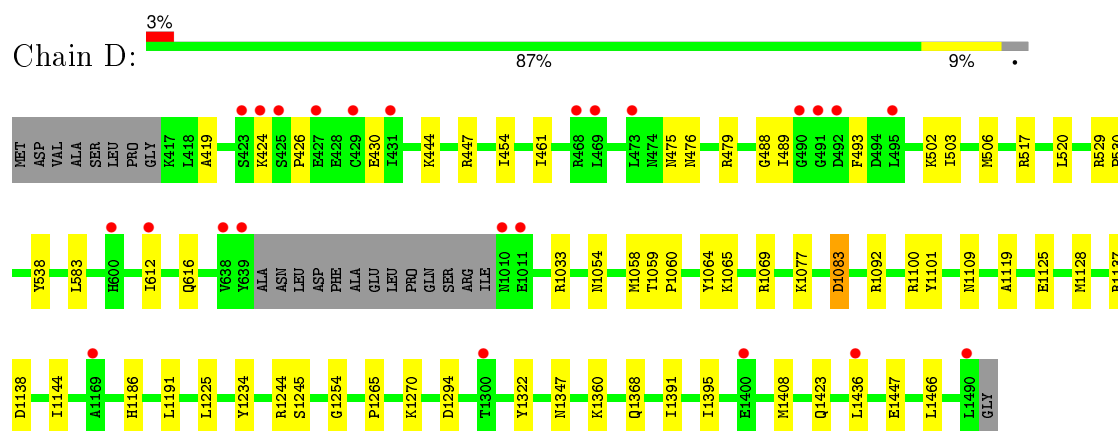 3%
Chain D:
87% 9% •
MET ASP VAL ALA SER LEU PRO GLY K417 L418 A419 S423 K424 S425 P426 E427 E428 C429 E430 I431 K444 R447 I454 I461 R468 L469 L473 N474 N475 N476 R479 G488 I489 G490 G491 D492 F493 D494 L495 K502 I503 M506 R517 L520 R529
Y538 L583 H600 I612 Q616 V638 Y639 ALA ASN LEU ASP PHE ALA GLU LEU PRO GLN SER ARG ILE N1010 E1011 R1033 N1054 M1058 T1059 P1060 Y1064 K1065 R1069 K1077 D1083 R1092 R1100 Y1101 N1109 A1119 E1125 M1128 R1137
D1138 I1144 A1169 H1186 L1191 L1225 Y1234 R1244 S1245 G1254 P1265 K1270 D1294 T1300 Y1322 N1347 K1360 Q1368 I1391 I1395 E1400 M1408 Q1423 L1436 E1447 L1466 L1490 GLY